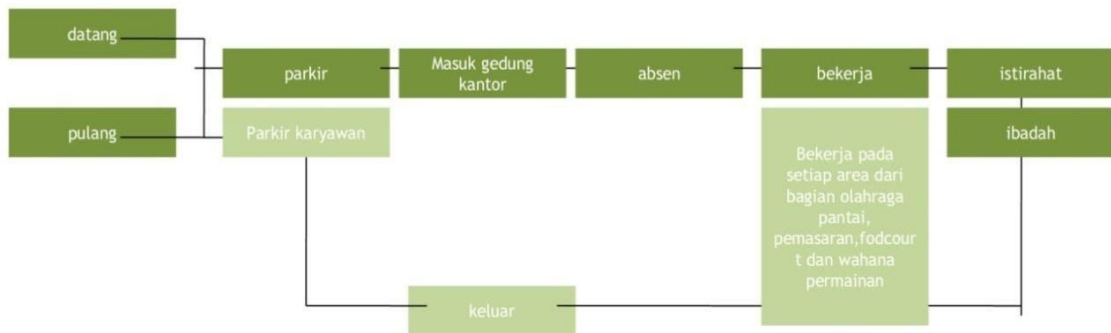 datang
parkir
Masuk gedung
kantor
absen
bekerja
istirahat
pulang
Parkir karyawan
ibadah
Bekerja pada
setiap area dari
bagian olahraga
pantai,
pemasaran,fodcour
t dan wahana
permainan
keluar